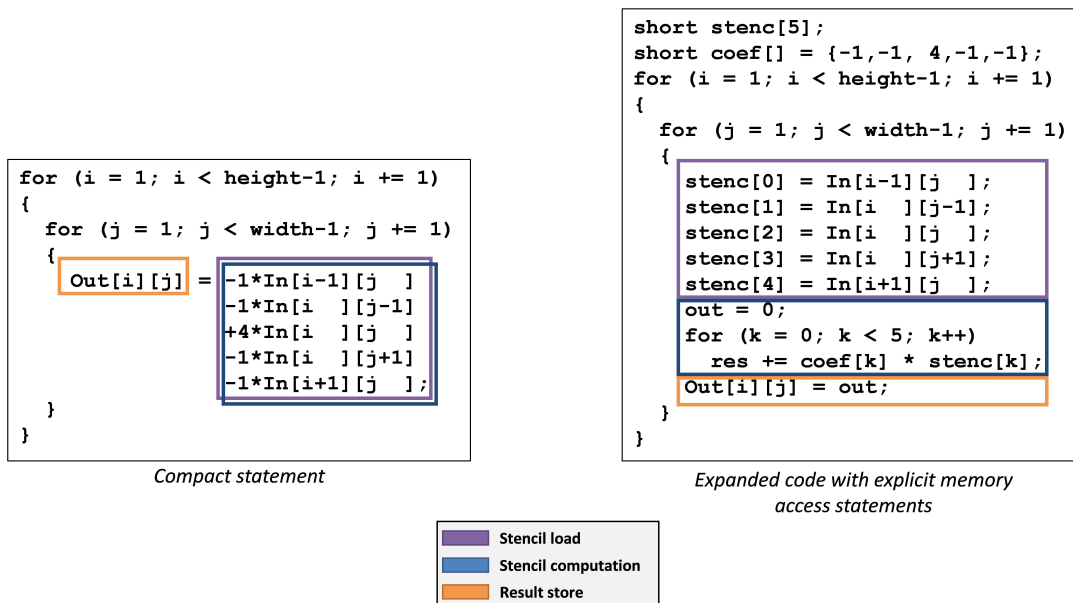 for (i = 1; i < height-1; i += 1)
{
  for (j = 1; j < width-1; j += 1)
  {
    Out[i][j] = -1*In[i-1][j  ]
                -1*In[i  ][j-1]
                +4*In[i  ][j  ]
                -1*In[i  ][j+1]
                -1*In[i+1][j  ];
  }
}
Compact statement
short stenc[5];
short coef[] = {-1,-1, 4,-1,-1};
for (i = 1; i < height-1; i += 1)
{
  for (j = 1; j < width-1; j += 1)
  {
    stenc[0] = In[i-1][j  ];
    stenc[1] = In[i  ][j-1];
    stenc[2] = In[i  ][j  ];
    stenc[3] = In[i  ][j+1];
    stenc[4] = In[i+1][j  ];
    out = 0;
    for (k = 0; k < 5; k++)
      res += coef[k] * stenc[k];
    Out[i][j] = out;
  }
}
Expanded code with explicit memory
access statements
Stencil load
Stencil computation
Result store